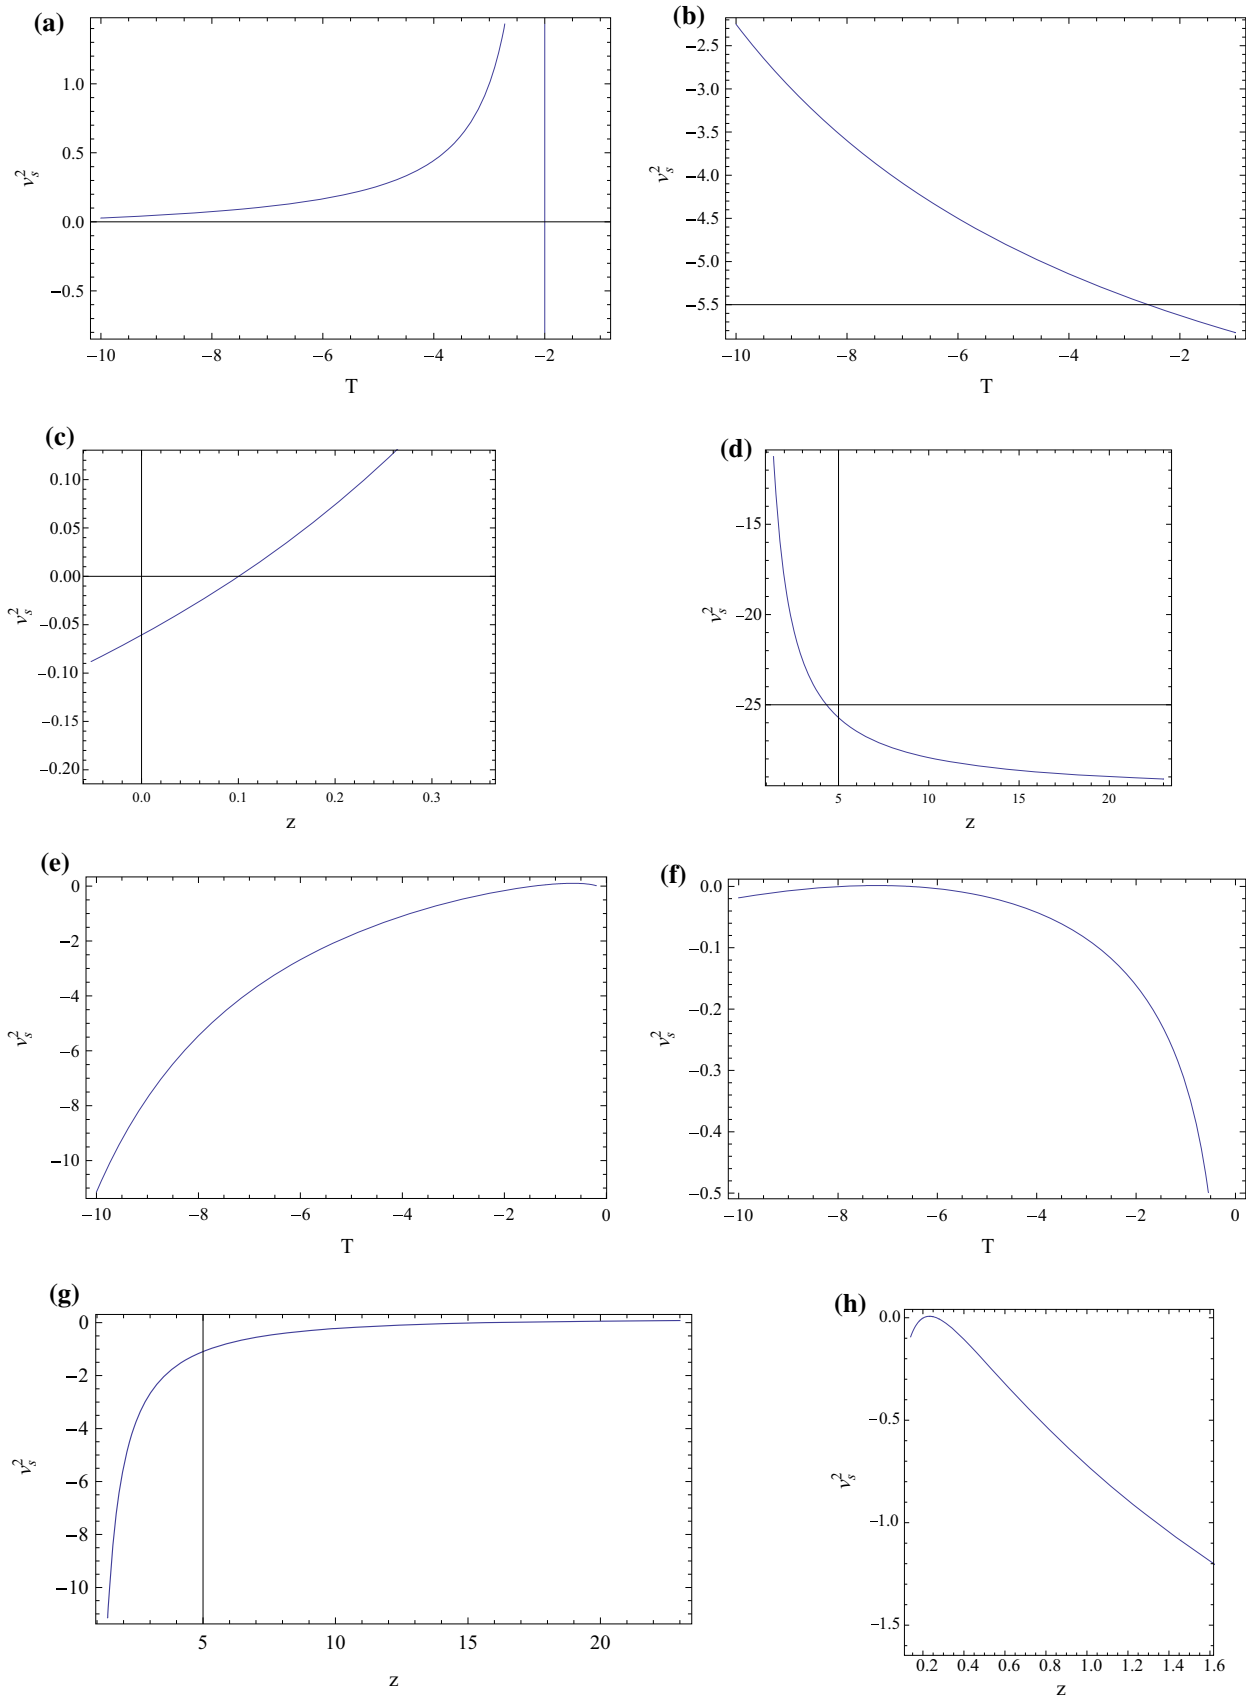 (a)
1.0
0.5
0.0
−0.5
v_s^2
−10 −8 −6 −4 −2
T
(b)
−2.5
−3.0
−3.5
−4.0
−4.5
−5.0
−5.5
v_s^2
−10 −8 −6 −4 −2
T
(c)
0.10
0.05
0.00
−0.05
−0.10
−0.15
−0.20
v_s^2
0.0 0.1 0.2 0.3
z
(d)
−15
−20
−25
v_s^2
5 10 15 20
z
(e)
0
−2
−4
−6
−8
−10
v_s^2
−10 −8 −6 −4 −2 0
T
(f)
0.0
−0.1
−0.2
−0.3
−0.4
−0.5
v_s^2
−10 −8 −6 −4 −2 0
T
(g)
0
−2
−4
−6
−8
−10
v_s^2
5 10 15 20
z
(h)
0.0
−0.5
−1.0
−1.5
v_s^2
0.2 0.4 0.6 0.8 1.0 1.2 1.4 1.6
z